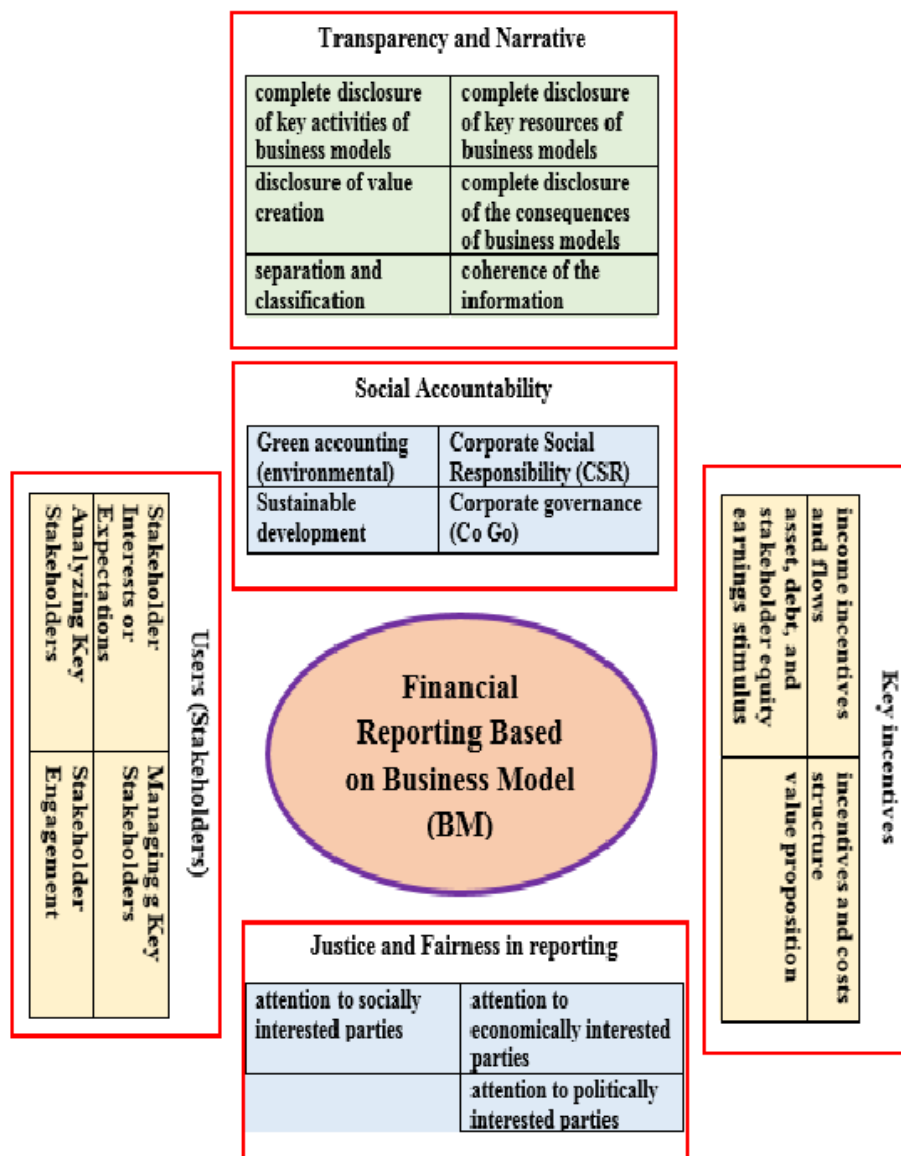 Transparency and Narrative
complete disclosure
of key activities of
business models
complete disclosure
of key resources of
business models
disclosure of value
creation
complete disclosure
of the consequences
of business models
separation and
classification
coherence of the
information
Social Accountability
Green accounting
(environmental)
Corporate Social
Responsibility (CSR)
Sustainable
development
Corporate governance
(Co Go)
Users (Stakeholders)
Stakeholder
Interests or
Expectations
Managing g Key
Stakeholders
Analyzing Key
Stakeholders
Stakeholder
Engagement
Financial
Reporting Based
on Business Model
(BM)
Key incentives
income incentives
and flows
incentives and costs
structure
asset, debt, and
stakeholder equity
earnings stimulus
value proposition
Justice and Fairness in reporting
attention to socially
interested parties
attention to
economically interested
parties
attention to politically
interested parties